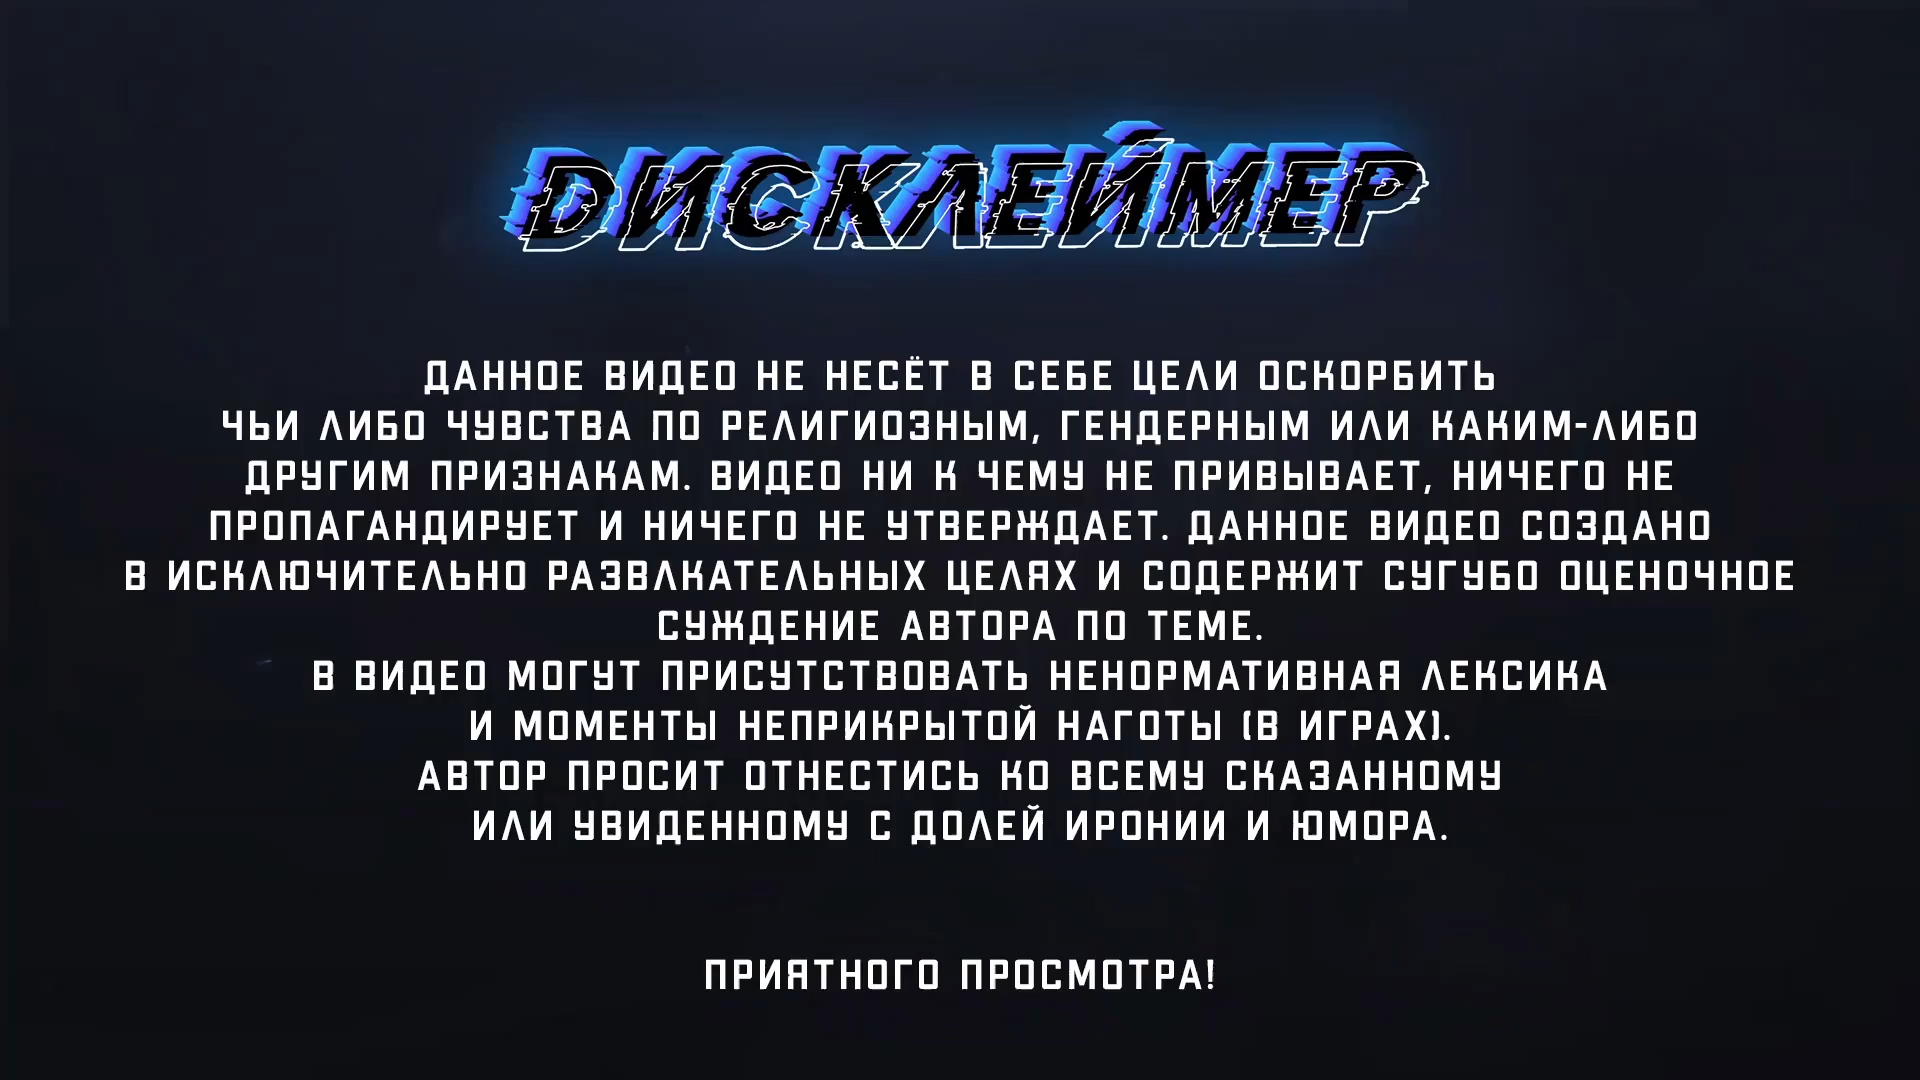 ДИСКЛЕЙМЕР
ДАННОЕ ВИДЕО НЕ НЕСЁТ В СЕБЕ ЦЕЛИ ОСКОРБИТЬ
ЧЬИ ЛИБО ЧУВСТВА ПО РЕЛИГИОЗНЫМ, ГЕНДЕРНЫМ ИЛИ КАКИМ-ЛИБО
ДРУГИМ ПРИЗНАКАМ. ВИДЕО НИ К ЧЕМУ НЕ ПРИВЫВАЕТ, НИЧЕГО НЕ
ПРОПАГАНДИРУЕТ И НИЧЕГО НЕ УТВЕРЖДАЕТ. ДАННОЕ ВИДЕО СОЗДАНО
В ИСКЛЮЧИТЕЛЬНО РАЗВЛКАТЕЛЬНЫХ ЦЕЛЯХ И СОДЕРЖИТ СУГУБО ОЦЕНОЧНОЕ
СУЖДЕНИЕ АВТОРА ПО ТЕМЕ.
В ВИДЕО МОГУТ ПРИСУТСТВОВАТЬ НЕНОРМАТИВНАЯ ЛЕКСИКА
И МОМЕНТЫ НЕПРИКРЫТОЙ НАГОТЫ (В ИГРАХ).
АВТОР ПРОСИТ ОТНЕСТИСЬ КО ВСЕМУ СКАЗАННОМУ
ИЛИ УВИДЕННОМУ С ДОЛЕЙ ИРОНИИ И ЮМОРА.
ПРИЯТНОГО ПРОСМОТРА!